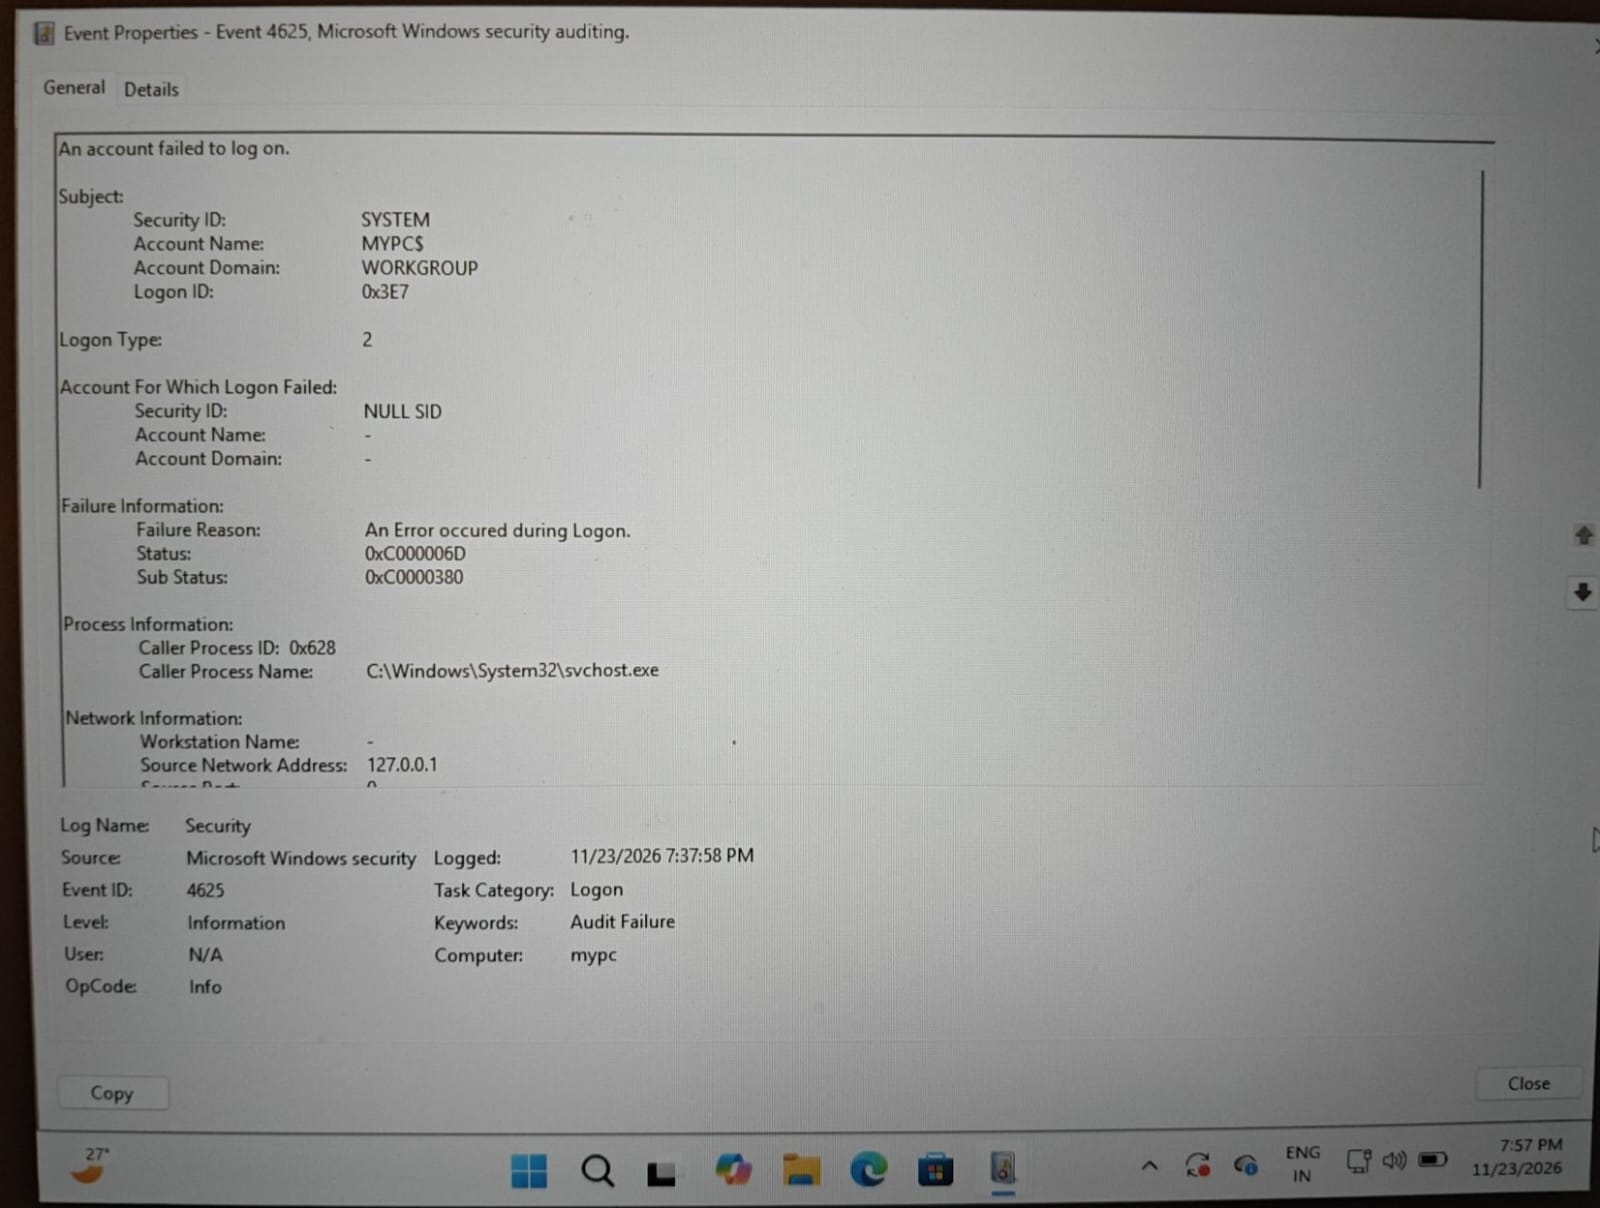 Event Properties - Event 4625, Microsoft Windows security auditing.
General Details
An account failed to log on.
Subject:
Security ID: SYSTEM
Account Name: MYPC$
Account Domain: WORKGROUP
Logon ID: 0x3E7
Logon Type: 2
Account For Which Logon Failed:
Security ID: NULL SID
Account Name: -
Account Domain: -
Failure Information:
Failure Reason: An Error occured during Logon.
Status: 0xC000006D
Sub Status: 0xC0000380
Process Information:
Caller Process ID: 0x628
Caller Process Name: C:\Windows\System32\svchost.exe
Network Information:
Workstation Name: -
Source Network Address: 127.0.0.1
Log Name: Security
Source: Microsoft Windows security Logged: 11/23/2026 7:37:58 PM
Event ID: 4625 Task Category: Logon
Level: Information Keywords: Audit Failure
User: N/A Computer: mypc
OpCode: Info
Copy Close
27°
ENG
IN
7:57 PM
11/23/2026